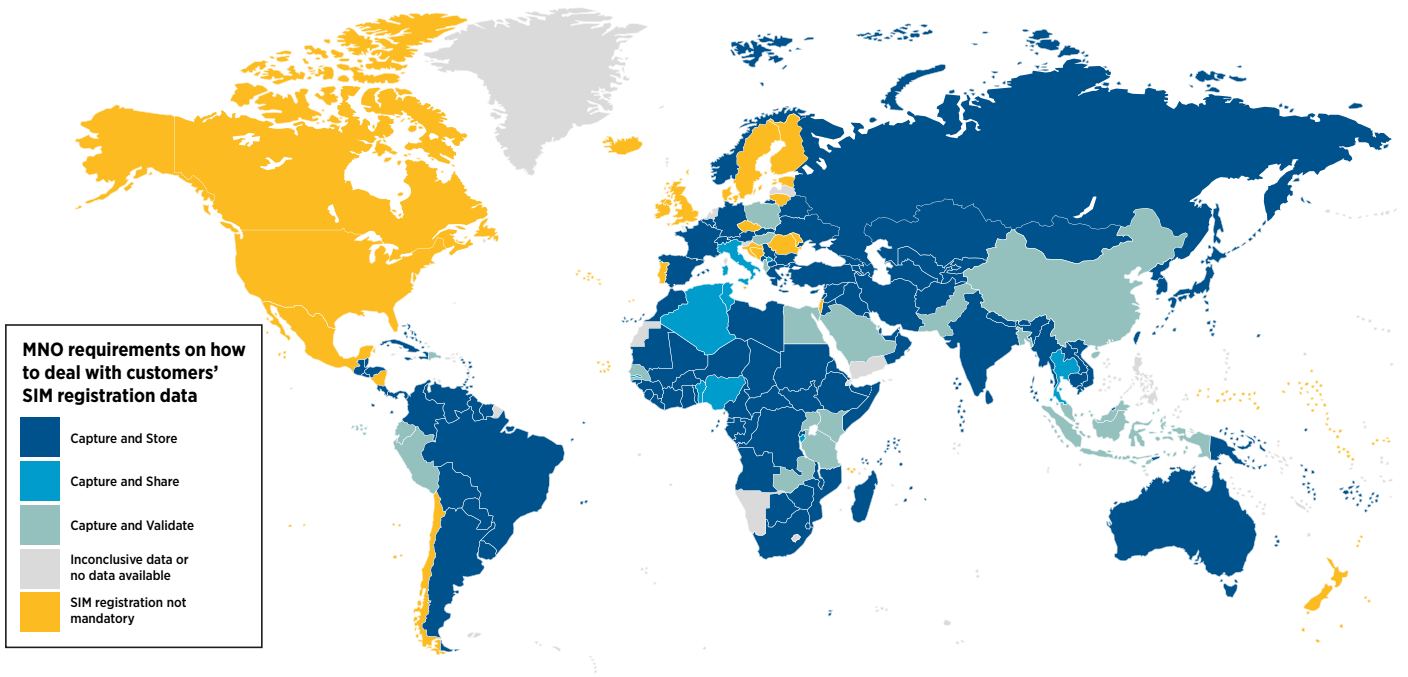 MNO requirements on how
to deal with customers’
SIM registration data
Capture and Store
Capture and Share
Capture and Validate
Inconclusive data or
no data available
SIM registration not
mandatory